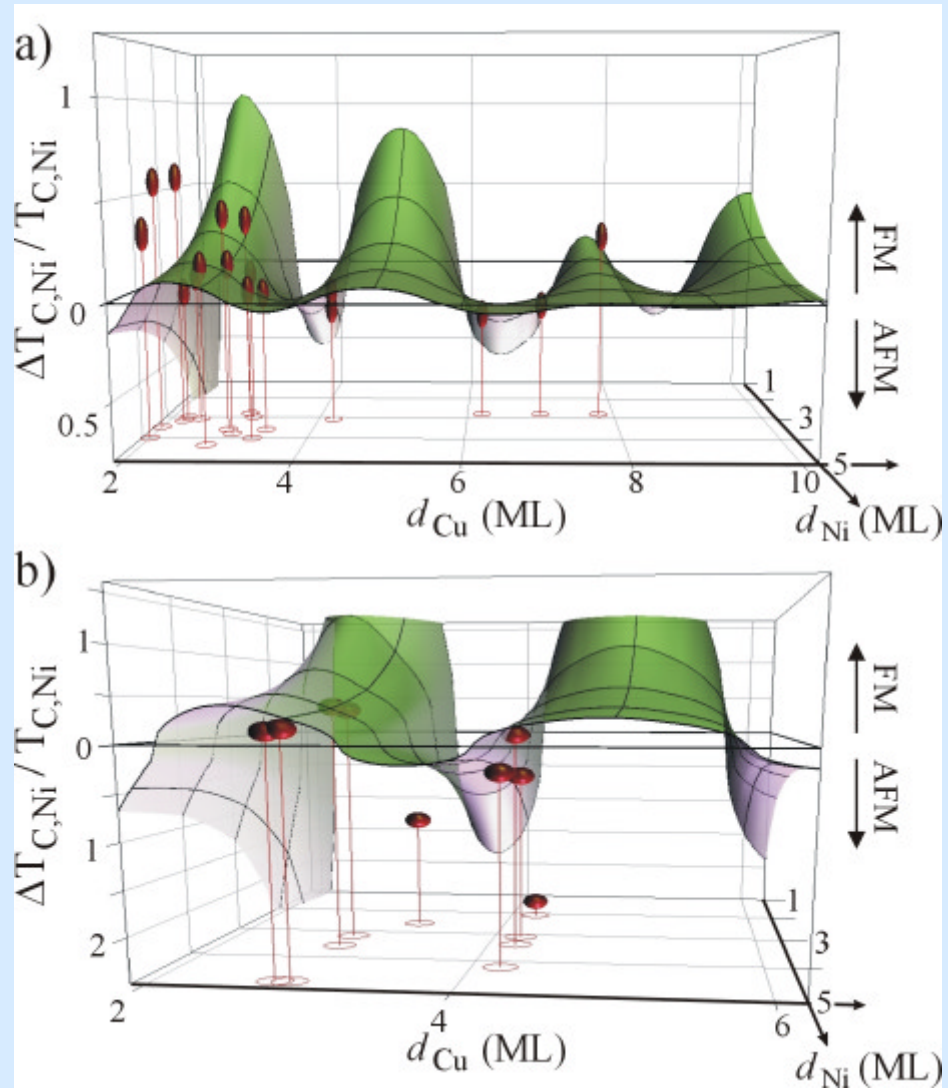 a)
1
0
0.5
ΔT_C,Ni / T_C,Ni
FM
AFM
1
3
5
2 4 6 8 10
d_Cu (ML)
d_Ni (ML)
b)
1
0
1
2
ΔT_C,Ni / T_C,Ni
FM
AFM
1
3
5
2 4 6
d_Cu (ML)
d_Ni (ML)